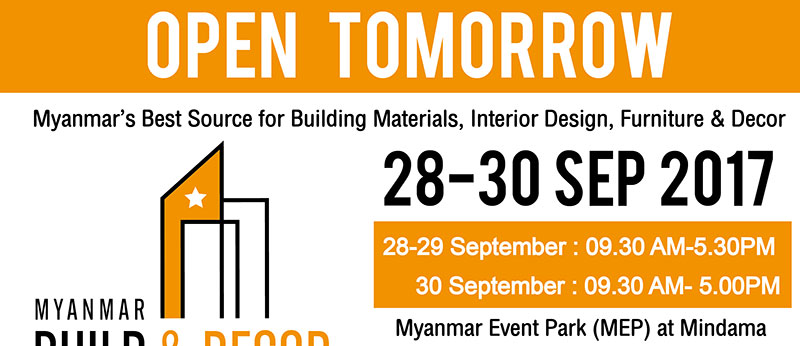 OPEN TOMORROW
Myanmar's Best Source for Building Materials, Interior Design, Furniture & Decor
28-30 SEP 2017
28-29 September : 09.30 AM-5.30PM
30 September : 09.30 AM- 5.00PM
Myanmar Event Park (MEP) at Mindama
MYANMAR
BUILD & DECOR